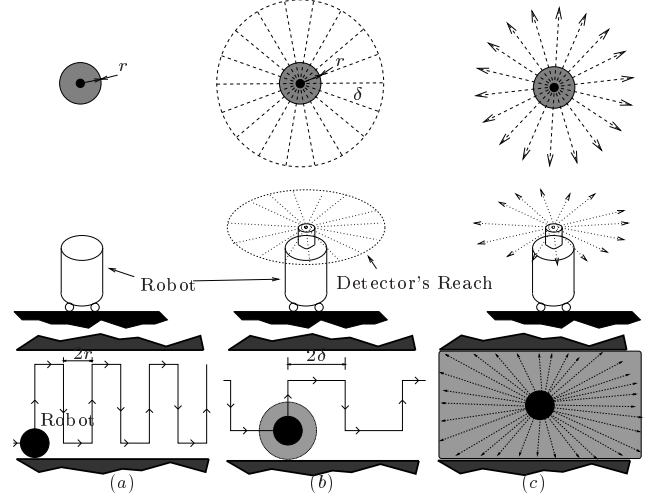 r
r
δ
Robot
Detector's Reach
2r
2δ
Robot
(a)
(b)
(c)